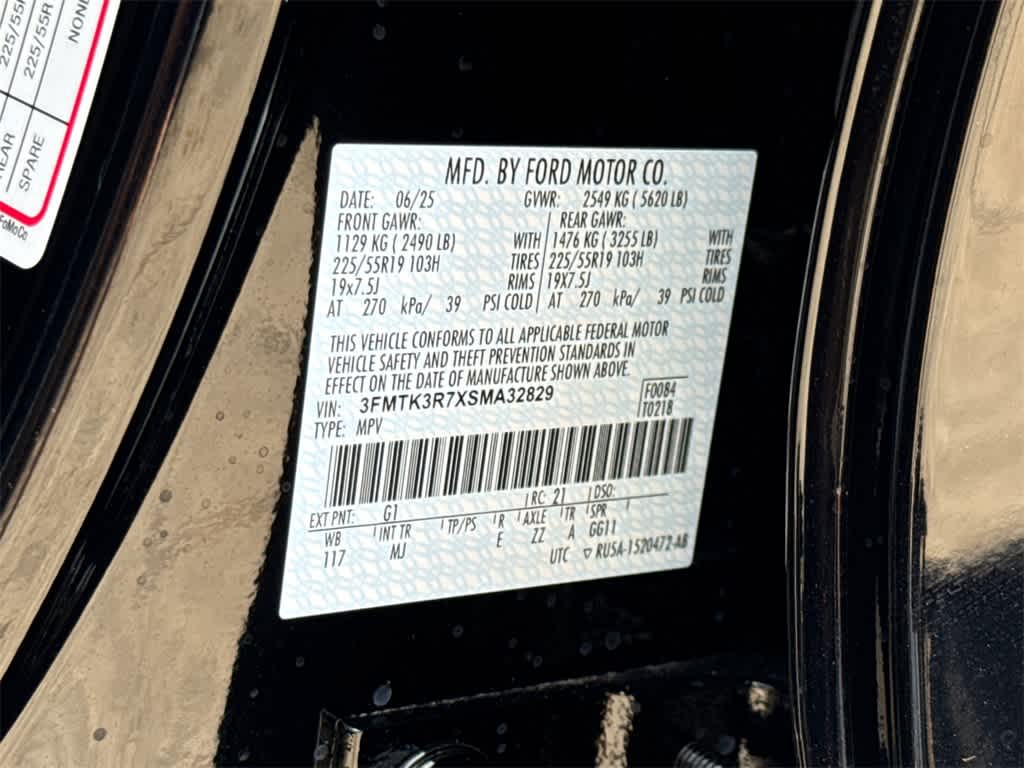 225/55R
225/55R
NONE
SPARE
FoMoCo
MFD. BY FORD MOTOR CO.
DATE: 06/25 GVWR: 2549 KG ( 5620 LB)
FRONT GAWR: REAR GAWR:
1129 KG ( 2490 LB) WITH 1476 KG ( 3255 LB) WITH
225/55R19 103H TIRES 225/55R19 103H TIRES
19x7.5J RIMS 19x7.5J RIMS
AT 270 kPa/ 39 PSI COLD AT 270 kPa/ 39 PSI COLD
THIS VEHICLE CONFORMS TO ALL APPLICABLE FEDERAL MOTOR
VEHICLE SAFETY AND THEFT PREVENTION STANDARDS IN
EFFECT ON THE DATE OF MANUFACTURE SHOWN ABOVE.
VIN: 3FMTK3R7XSMA32829 F0084
TYPE: MPV T0218
EXT PNT: G1 RC: 21 DSO:
WB INT TR TP/PS R AXLE TR SPR
117 MJ E ZZ A GG11
UTC ▽ RU5A-1520472-AB